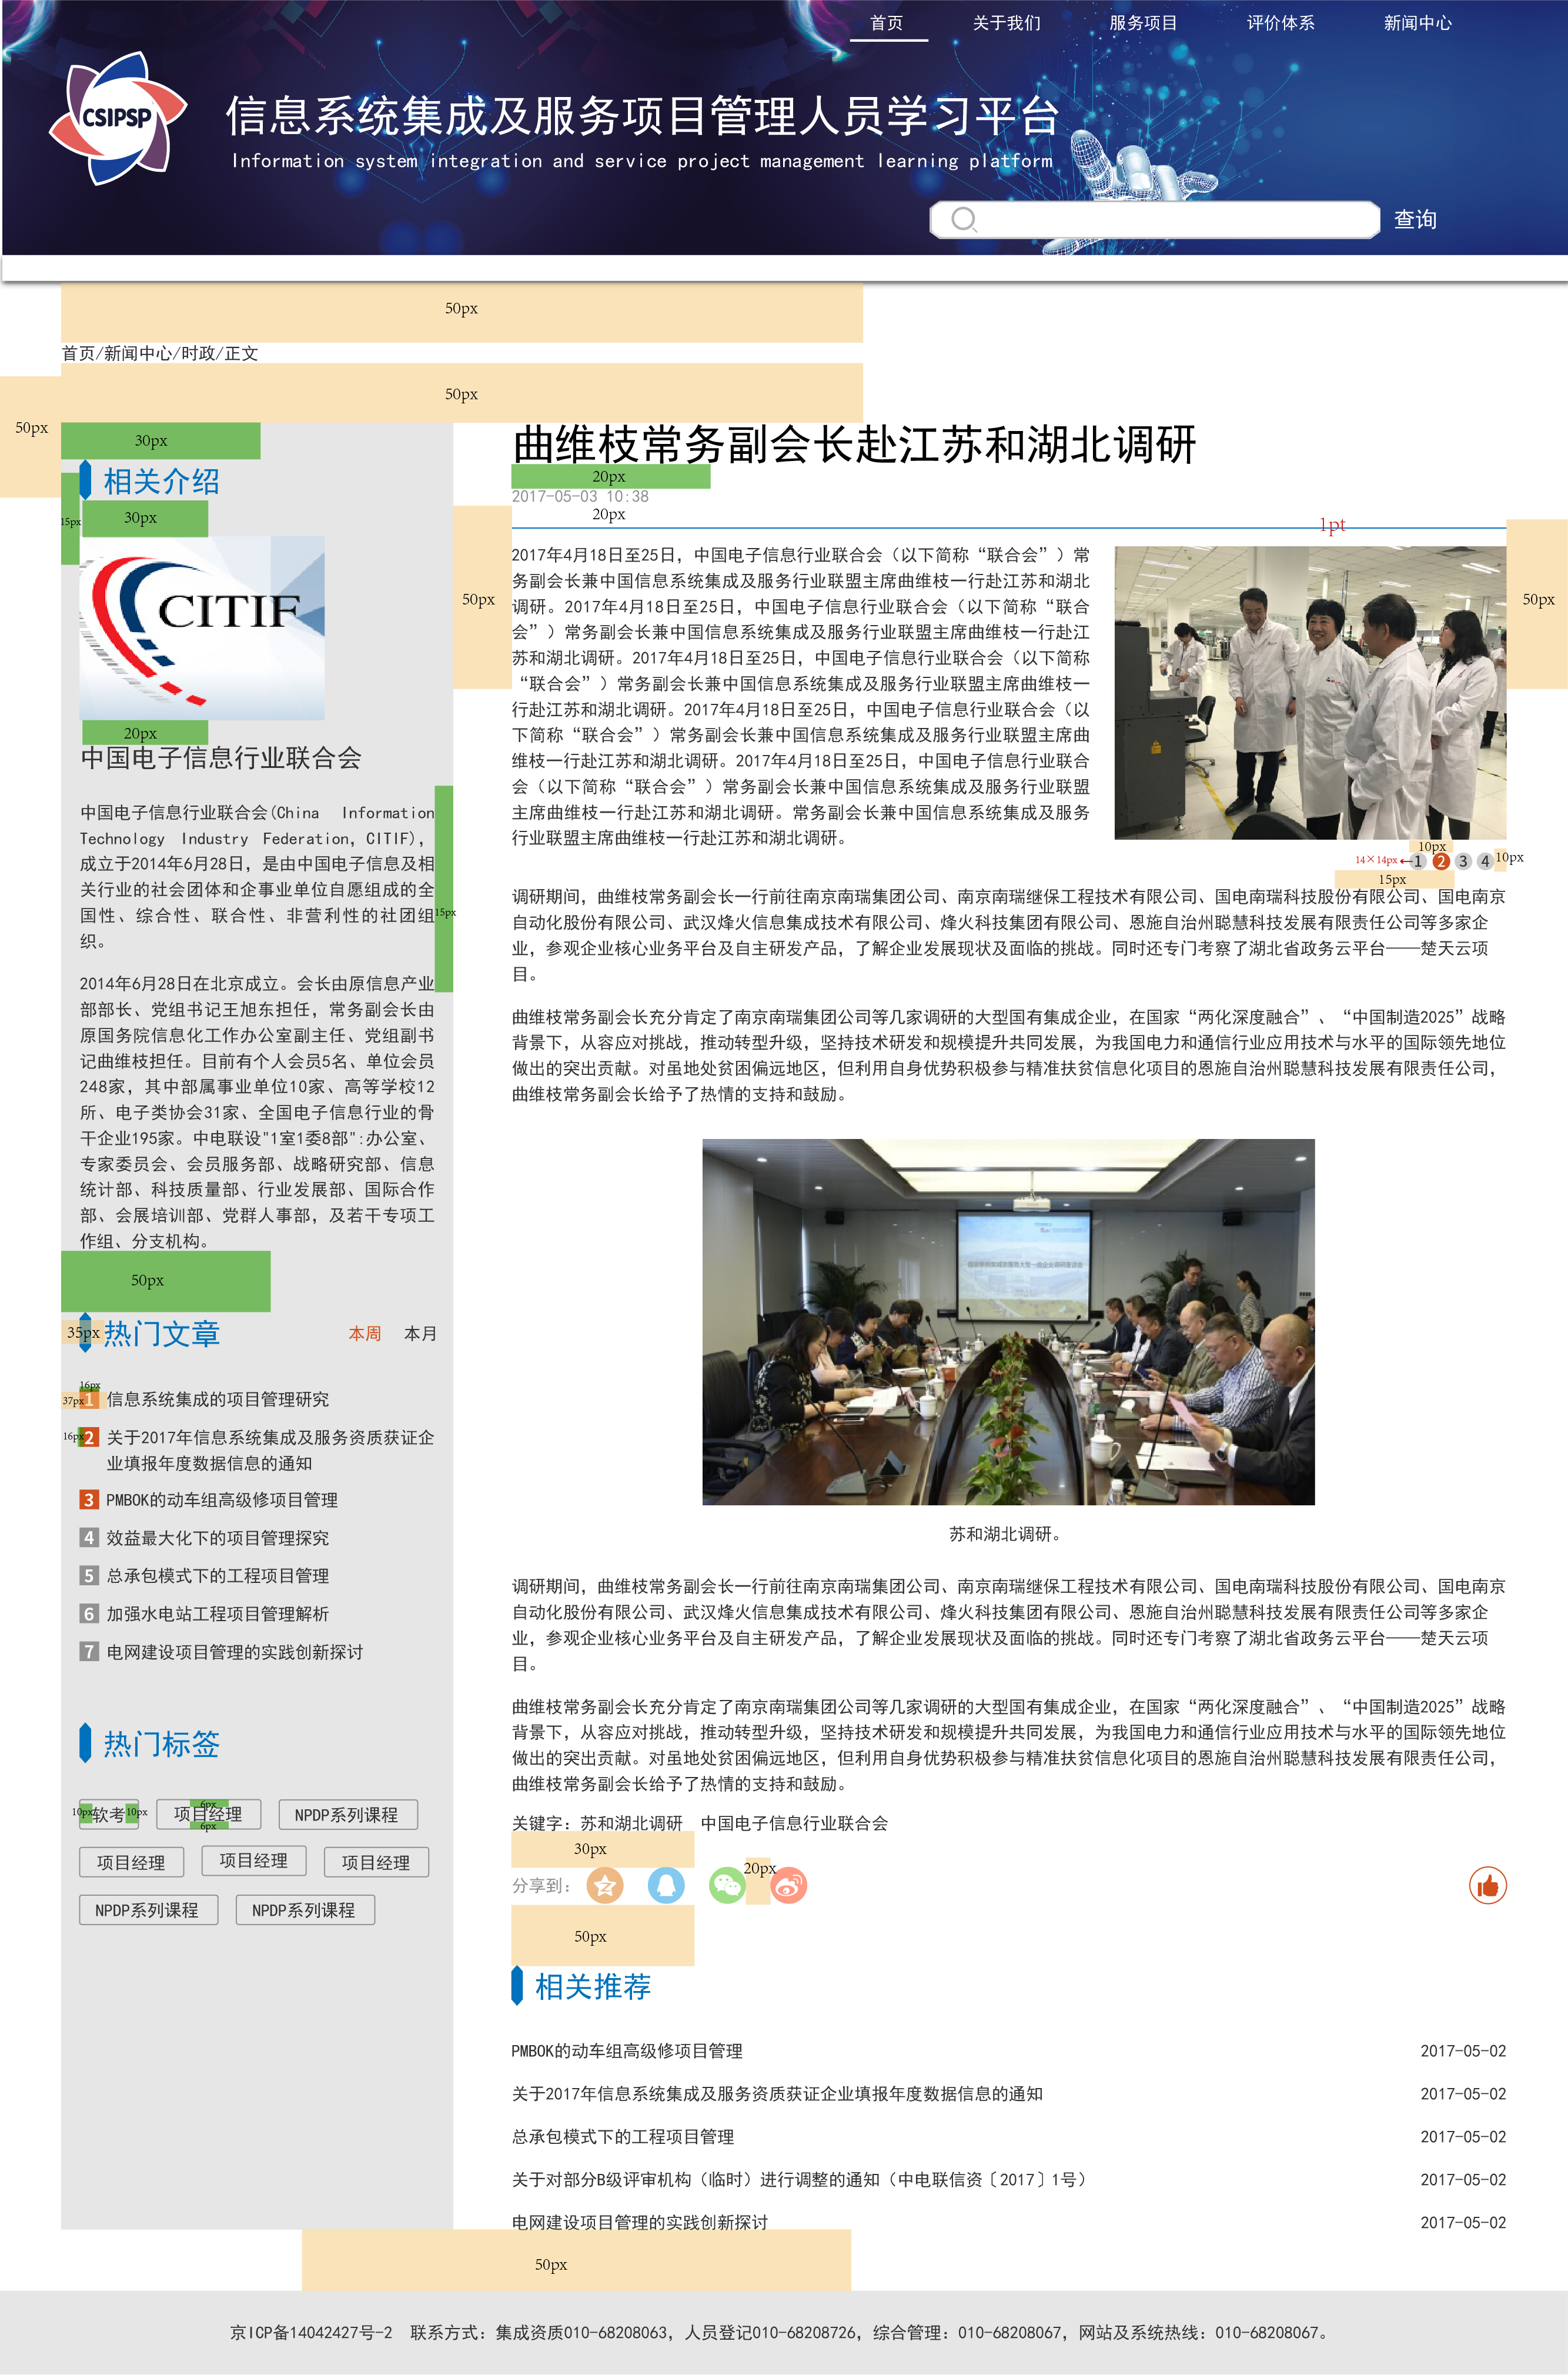 首页 关于我们 服务项目 评价体系 新闻中心
CSIPSP
信息系统集成及服务项目管理人员学习平台
Information system integration and service project management learning platform
查询
50px
首页/新闻中心/时政/正文
50px
50px
30px
相关介绍
15px
30px
CITIF
20px
中国电子信息行业联合会
中国电子信息行业联合会(China Information
Technology Industry Federation, CITIF),
成立于2014年6月28日，是由中国电子信息及相
关行业的社会团体和企事业单位自愿组成的全
国性、综合性、联合性、非营利性的社团组
织。
15px
2014年6月28日在北京成立。会长由原信息产业
部部长、党组书记王旭东担任，常务副会长由
原国务院信息化工作办公室副主任、党组副书
记曲维枝担任。目前有个人会员5名、单位会员
248家，其中部属事业单位10家、高等学校12
所、电子类协会31家、全国电子信息行业的骨
干企业195家。中电联设"1室1委8部":办公室、
专家委员会、会员服务部、战略研究部、信息
统计部、科技质量部、行业发展部、国际合作
部、会展培训部、党群人事部，及若干专项工
作组、分支机构。
50px
35px
热门文章 本周 本月
16px
37px
1 信息系统集成的项目管理研究
16px
2 关于2017年信息系统集成及服务资质获证企
业填报年度数据信息的通知
3 PMBOK的动车组高级修项目管理
4 效益最大化下的项目管理探究
5 总承包模式下的工程项目管理
6 加强水电站工程项目管理解析
7 电网建设项目管理的实践创新探讨
热门标签
10px 软考 10px 6px 项目经理 6px NPDP系列课程
项目经理 项目经理 项目经理
NPDP系列课程 NPDP系列课程
曲维枝常务副会长赴江苏和湖北调研
20px
2017-05-03 10:38
20px
1pt
50px
50px
2017年4月18日至25日，中国电子信息行业联合会（以下简称“联合会”）常
务副会长兼中国信息系统集成及服务行业联盟主席曲维枝一行赴江苏和湖北
调研。2017年4月18日至25日，中国电子信息行业联合会（以下简称“联合
会”）常务副会长兼中国信息系统集成及服务行业联盟主席曲维枝一行赴江
苏和湖北调研。2017年4月18日至25日，中国电子信息行业联合会（以下简称
“联合会”）常务副会长兼中国信息系统集成及服务行业联盟主席曲维枝一
行赴江苏和湖北调研。2017年4月18日至25日，中国电子信息行业联合会（以
下简称“联合会”）常务副会长兼中国信息系统集成及服务行业联盟主席曲
维枝一行赴江苏和湖北调研。2017年4月18日至25日，中国电子信息行业联合
会（以下简称“联合会”）常务副会长兼中国信息系统集成及服务行业联盟
主席曲维枝一行赴江苏和湖北调研。常务副会长兼中国信息系统集成及服务
行业联盟主席曲维枝一行赴江苏和湖北调研。
10px
14×14px 1 2 3 4 10px
15px
调研期间，曲维枝常务副会长一行前往南京南瑞集团公司、南京南瑞继保工程技术有限公司、国电南瑞科技股份有限公司、国电南京
自动化股份有限公司、武汉烽火信息集成技术有限公司、烽火科技集团有限公司、恩施自治州聪慧科技发展有限责任公司等多家企
业，参观企业核心业务平台及自主研发产品，了解企业发展现状及面临的挑战。同时还专门考察了湖北省政务云平台——楚天云项
目。
曲维枝常务副会长充分肯定了南京南瑞集团公司等几家调研的大型国有集成企业，在国家“两化深度融合”、“中国制造2025”战略
背景下，从容应对挑战，推动转型升级，坚持技术研发和规模提升共同发展，为我国电力和通信行业应用技术与水平的国际领先地位
做出的突出贡献。对虽地处贫困偏远地区，但利用自身优势积极参与精准扶贫信息化项目的恩施自治州聪慧科技发展有限责任公司，
曲维枝常务副会长给予了热情的支持和鼓励。
苏和湖北调研。
调研期间，曲维枝常务副会长一行前往南京南瑞集团公司、南京南瑞继保工程技术有限公司、国电南瑞科技股份有限公司、国电南京
自动化股份有限公司、武汉烽火信息集成技术有限公司、烽火科技集团有限公司、恩施自治州聪慧科技发展有限责任公司等多家企
业，参观企业核心业务平台及自主研发产品，了解企业发展现状及面临的挑战。同时还专门考察了湖北省政务云平台——楚天云项
目。
曲维枝常务副会长充分肯定了南京南瑞集团公司等几家调研的大型国有集成企业，在国家“两化深度融合”、“中国制造2025”战略
背景下，从容应对挑战，推动转型升级，坚持技术研发和规模提升共同发展，为我国电力和通信行业应用技术与水平的国际领先地位
做出的突出贡献。对虽地处贫困偏远地区，但利用自身优势积极参与精准扶贫信息化项目的恩施自治州聪慧科技发展有限责任公司，
曲维枝常务副会长给予了热情的支持和鼓励。
关键字：苏和湖北调研 中国电子信息行业联合会
30px
20px
分享到：
50px
相关推荐
PMBOK的动车组高级修项目管理 2017-05-02
关于2017年信息系统集成及服务资质获证企业填报年度数据信息的通知 2017-05-02
总承包模式下的工程项目管理 2017-05-02
关于对部分B级评审机构（临时）进行调整的通知（中电联信资〔2017〕1号） 2017-05-02
电网建设项目管理的实践创新探讨 2017-05-02
50px
京ICP备14042427号-2 联系方式：集成资质010-68208063，人员登记010-68208726，综合管理：010-68208067，网站及系统热线：010-68208067。